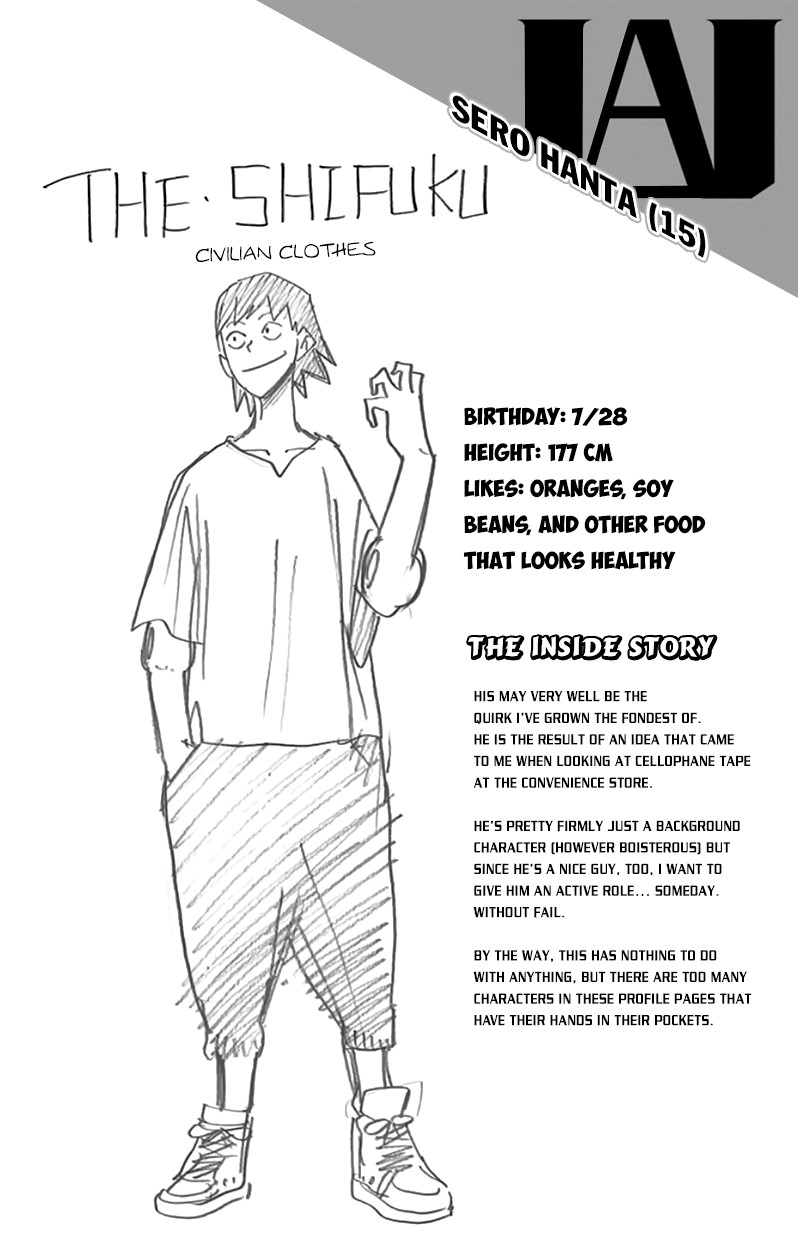 UA
SERO HANTA (15)
THE・SHIFUKU
CIVILIAN CLOTHES
BIRTHDAY: 7/28
HEIGHT: 177 CM
LIKES: ORANGES, SOY
BEANS, AND OTHER FOOD
THAT LOOKS HEALTHY
THE INSIDE STORY
HIS MAY VERY WELL BE THE
QUIRK I'VE GROWN THE FONDEST OF.
HE IS THE RESULT OF AN IDEA THAT CAME
TO ME WHEN LOOKING AT CELLOPHANE TAPE
AT THE CONVENIENCE STORE.
HE'S PRETTY FIRMLY JUST A BACKGROUND
CHARACTER (HOWEVER BOISTEROUS) BUT
SINCE HE'S A NICE GUY, TOO, I WANT TO
GIVE HIM AN ACTIVE ROLE... SOMEDAY.
WITHOUT FAIL.
BY THE WAY, THIS HAS NOTHING TO DO
WITH ANYTHING, BUT THERE ARE TOO MANY
CHARACTERS IN THESE PROFILE PAGES THAT
HAVE THEIR HANDS IN THEIR POCKETS.